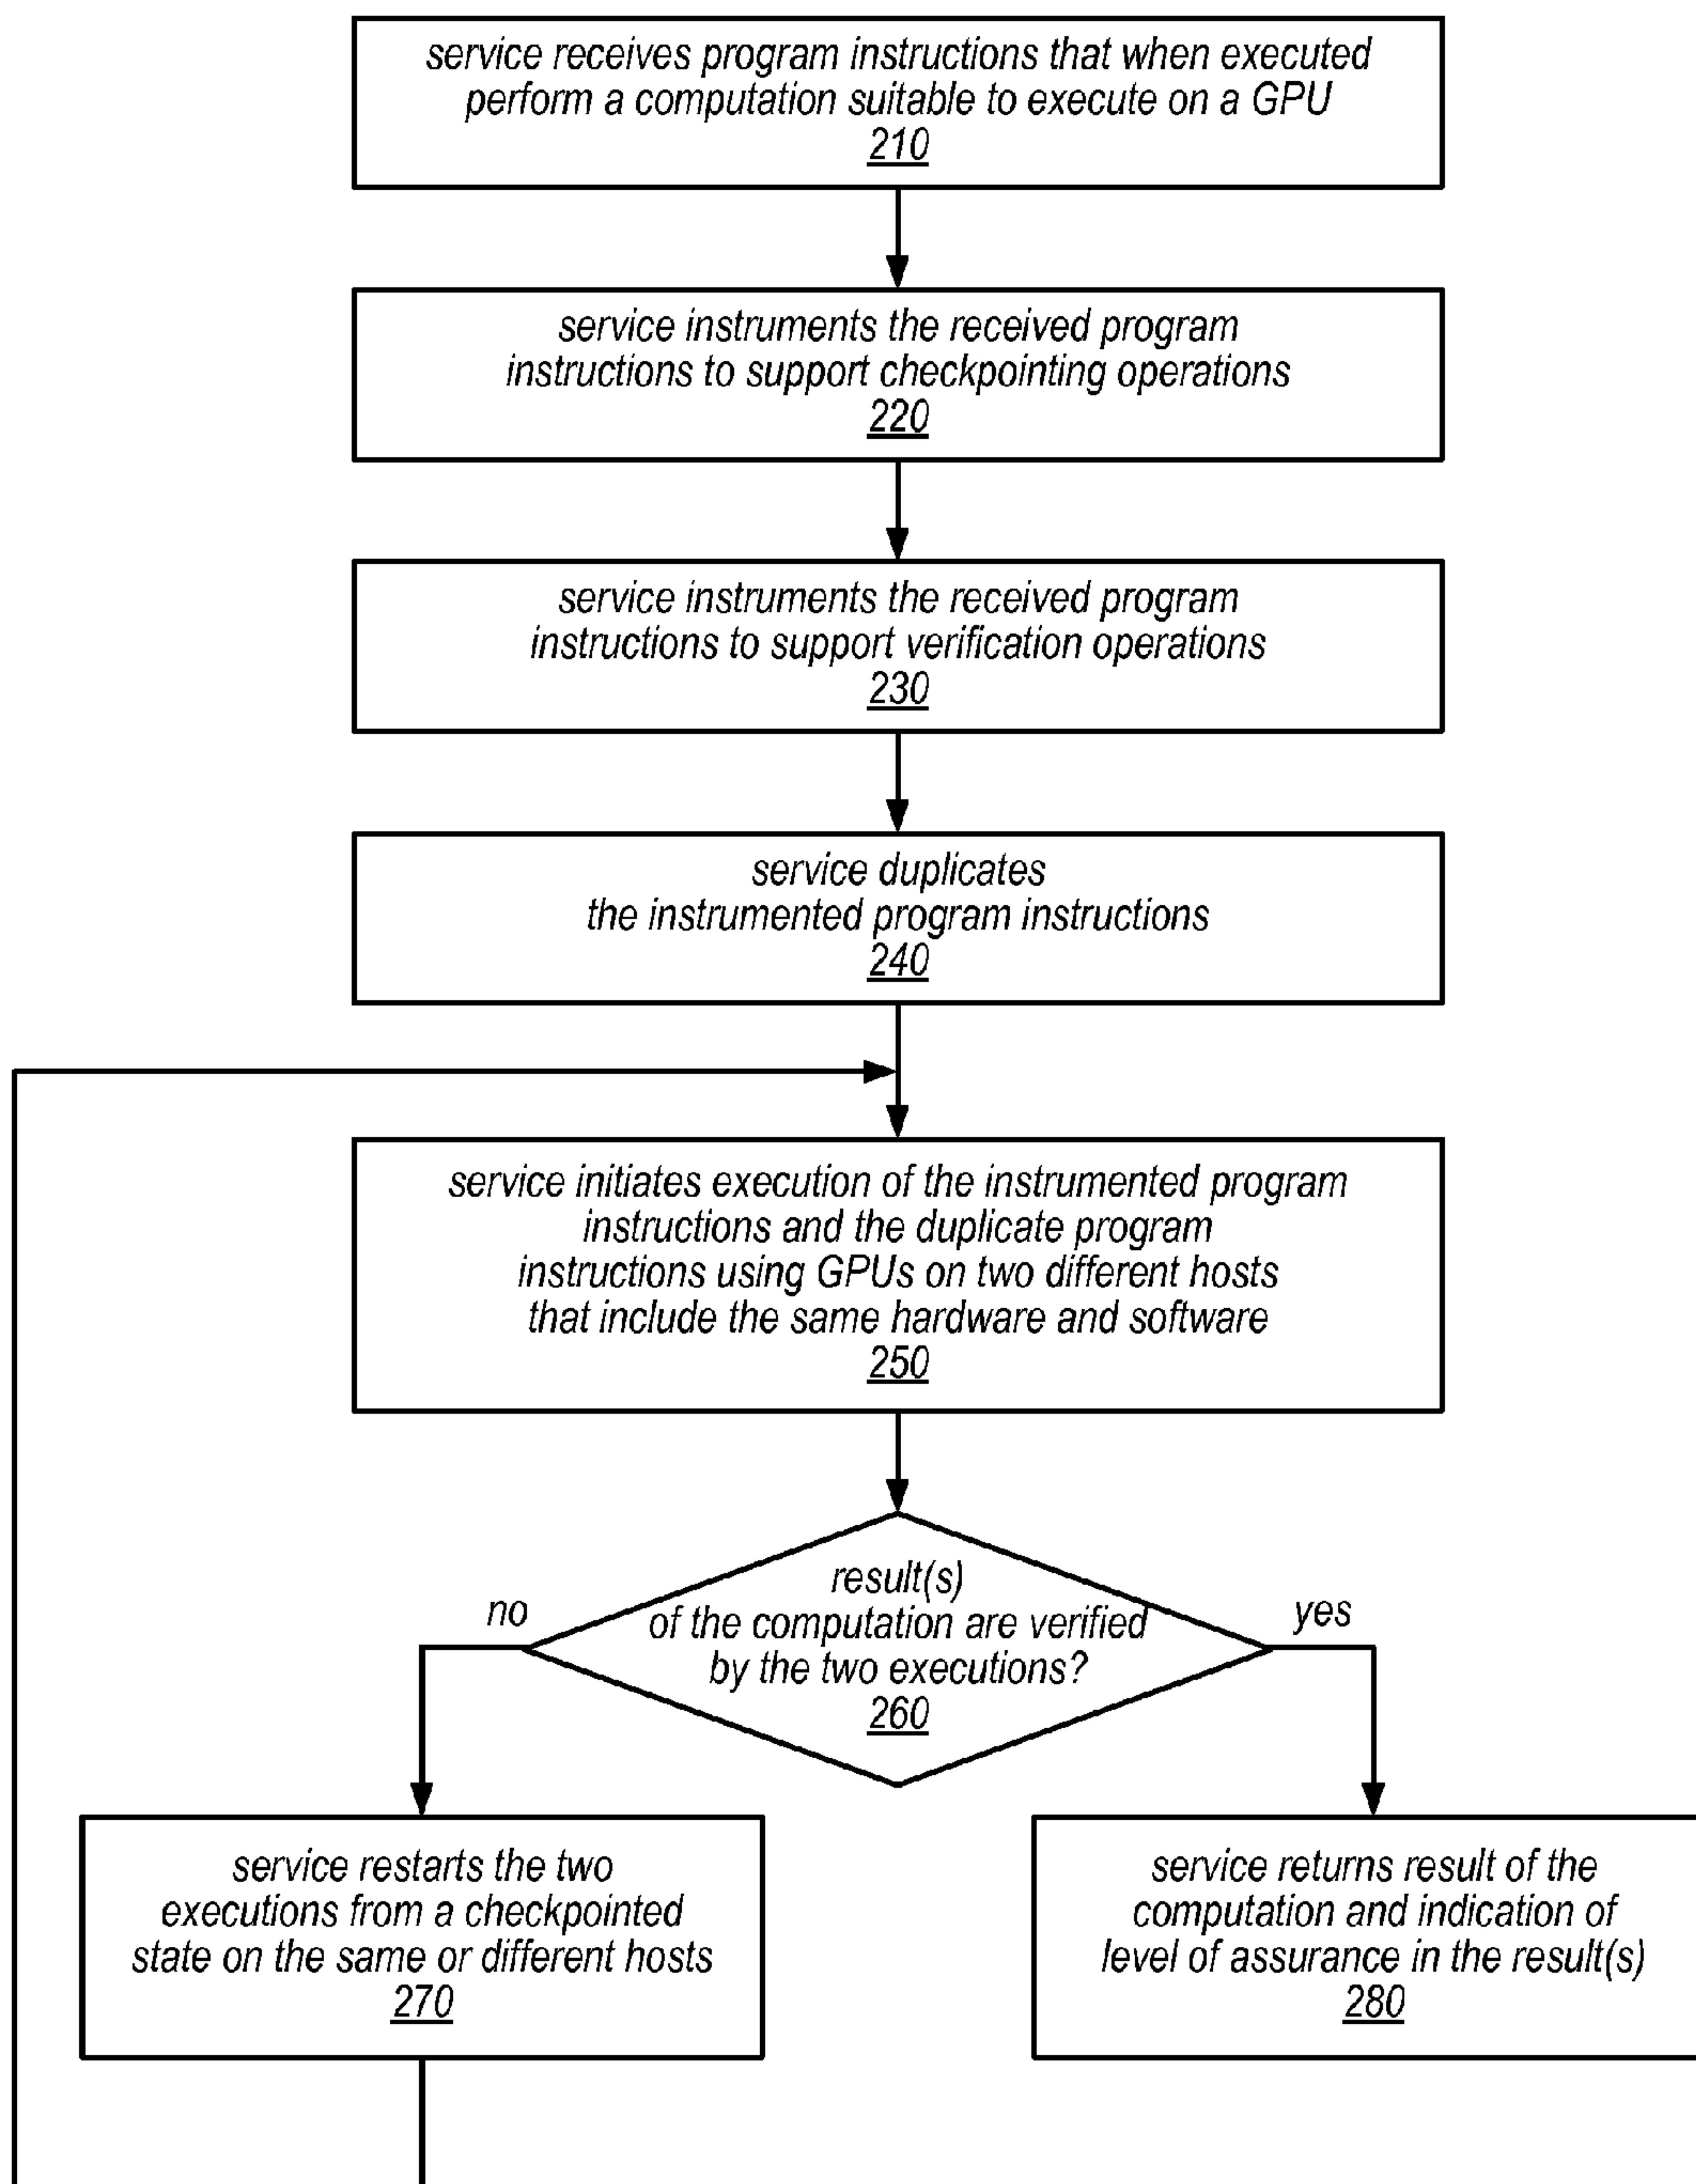 service receives program instructions that when executed
perform a computation suitable to execute on a GPU
210
service instruments the received program
instructions to support checkpointing operations
220
service instruments the received program
instructions to support verification operations
230
service duplicates
the instrumented program instructions
240
service initiates execution of the instrumented program
instructions and the duplicate program
instructions using GPUs on two different hosts
that include the same hardware and software
250
result(s)
of the computation are verified
by the two executions?
260
no
yes
service restarts the two
executions from a checkpointed
state on the same or different hosts
270
service returns result of the
computation and indication of
level of assurance in the result(s)
280